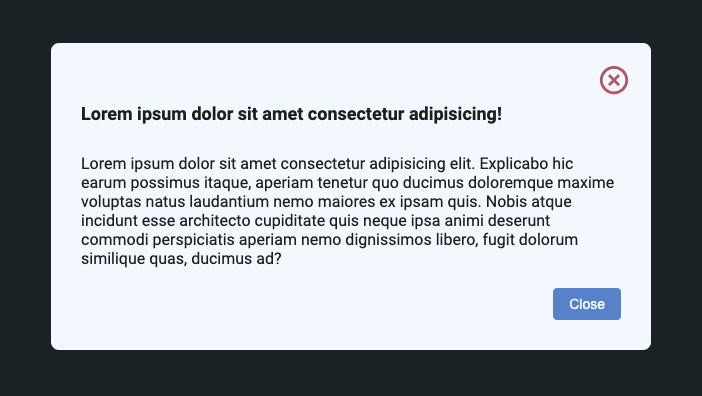 Lorem ipsum dolor sit amet consectetur adipisicing!
Lorem ipsum dolor sit amet consectetur adipisicing elit. Explicabo hic
earum possimus itaque, aperiam tenetur quo ducimus doloremque maxime
voluptas natus laudantium nemo maiores ex ipsam quis. Nobis atque
incidunt esse architecto cupiditate quis neque ipsa animi deserunt
commodi perspiciatis aperiam nemo dignissimos libero, fugit dolorum
similique quas, ducimus ad?
Close